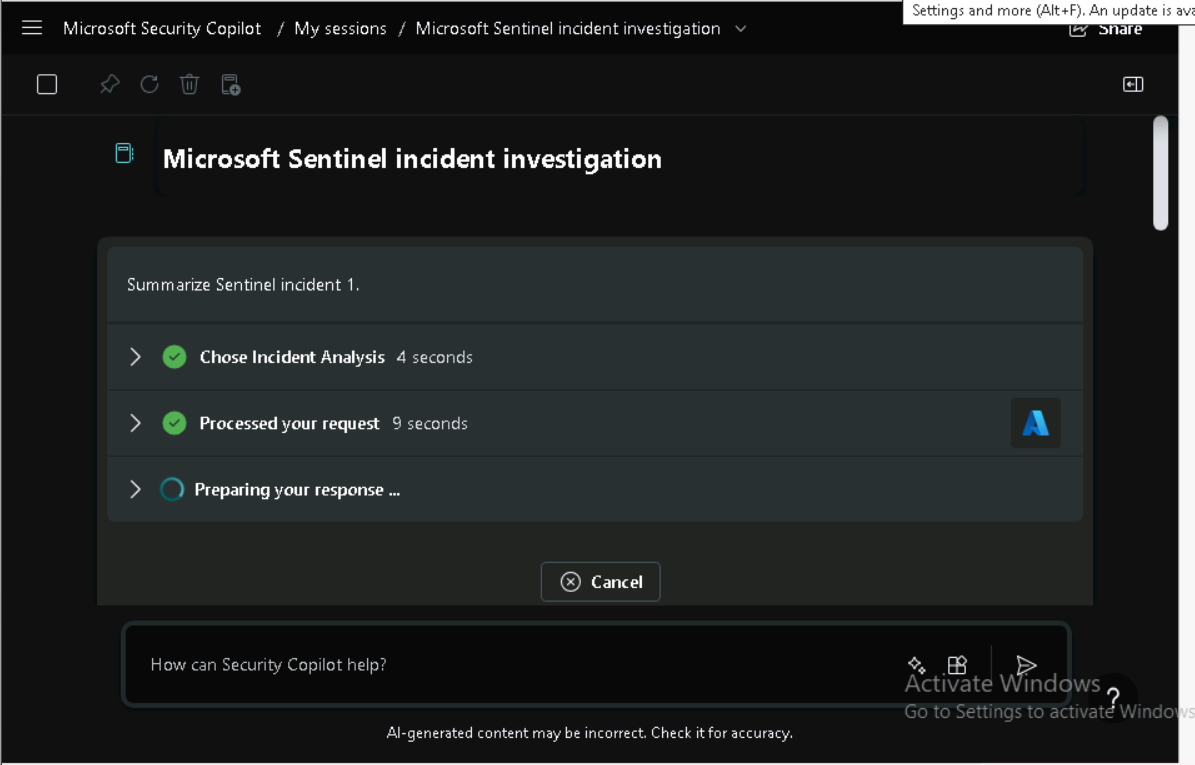 Settings and more (Alt+F). An update is ava
Microsoft Security Copilot / My sessions / Microsoft Sentinel incident investigation
Share
Microsoft Sentinel incident investigation
Summarize Sentinel incident 1.
Chose Incident Analysis 4 seconds
Processed your request 9 seconds
Preparing your response ...
Cancel
How can Security Copilot help?
Activate Windows
?
Go to Settings to activate Windows
AI-generated content may be incorrect. Check it for accuracy.